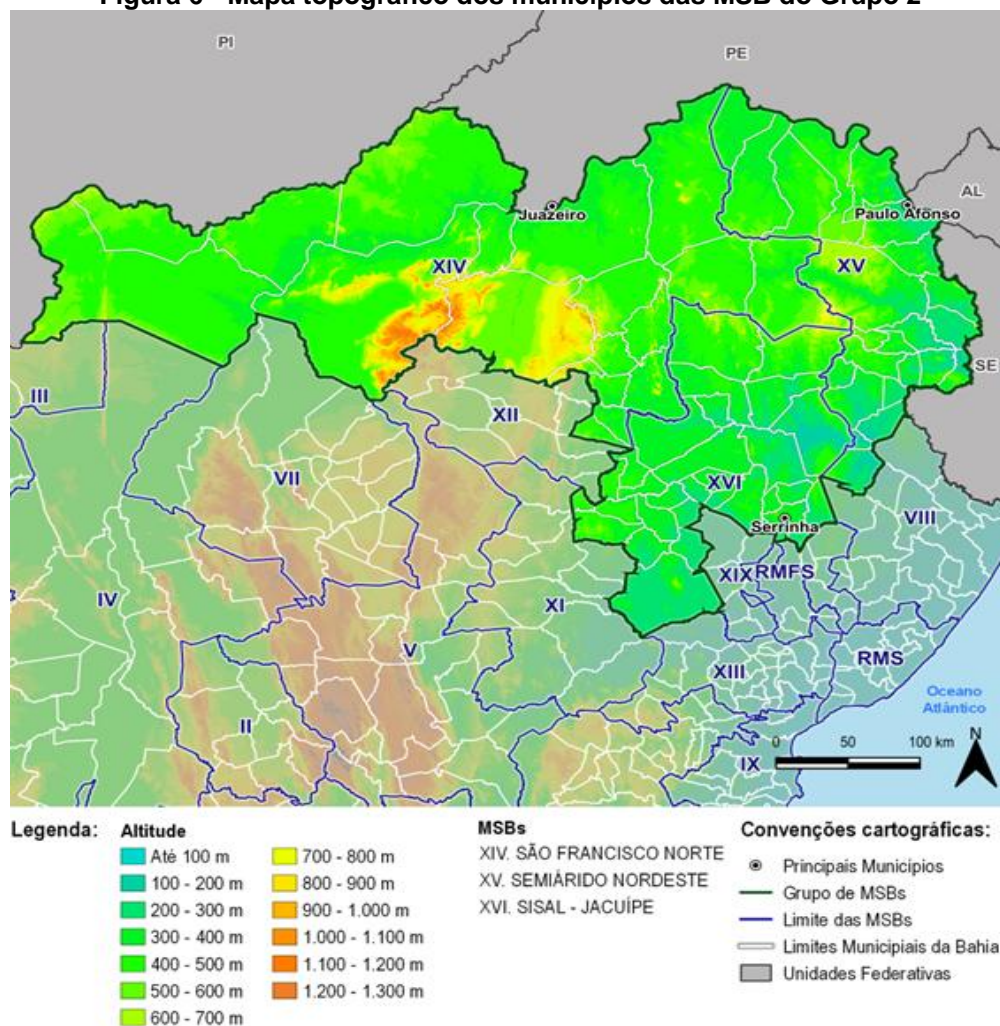 Figura 6 - Mapa topográfico dos municípios das MSB do Grupo 2
PI
PE
AL
Juazeiro
Paulo Afonso
XIV
XV
SE
III
XII
VII
XVI
Serrinha
VIII
IV
XIX
RMFS
XI
V
XIII
RMS
II
Oceano
Atlântico
IX
0 50 100 km
N
Legenda:
Altitude
Até 100 m
100 - 200 m
200 - 300 m
300 - 400 m
400 - 500 m
500 - 600 m
600 - 700 m
700 - 800 m
800 - 900 m
900 - 1.000 m
1.000 - 1.100 m
1.100 - 1.200 m
1.200 - 1.300 m
MSBs
XIV. SÃO FRANCISCO NORTE
XV. SEMIÁRIDO NORDESTE
XVI. SISAL - JACUÍPE
Convenções cartográficas:
Principais Municípios
Grupo de MSBs
Limite das MSBs
Limites Municipiais da Bahia
Unidades Federativas